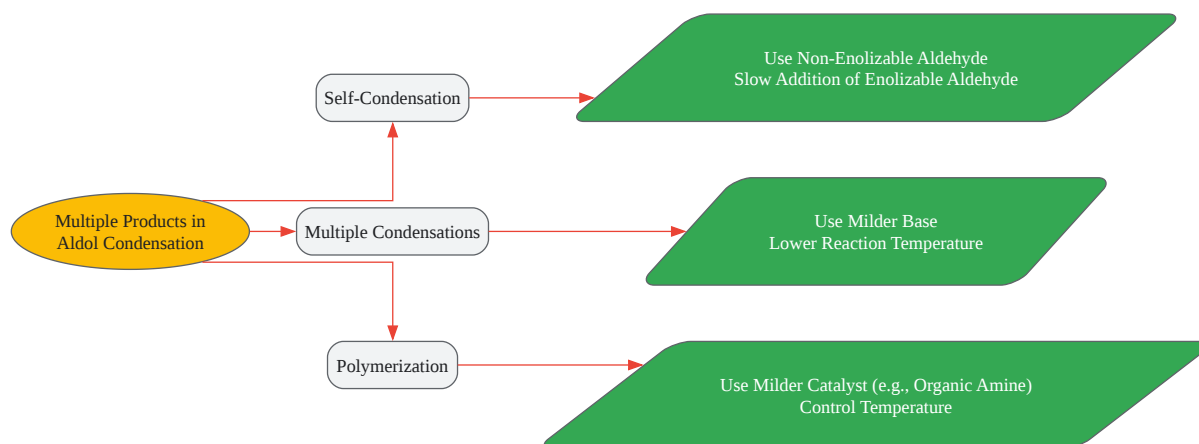 Use Non-Enolizable Aldehyde
Slow Addition of Enolizable Aldehyde
Self-Condensation
Multiple Products in
Aldol Condensation
Multiple Condensations
Use Milder Base
Lower Reaction Temperature
Polymerization
Use Milder Catalyst (e.g., Organic Amine)
Control Temperature